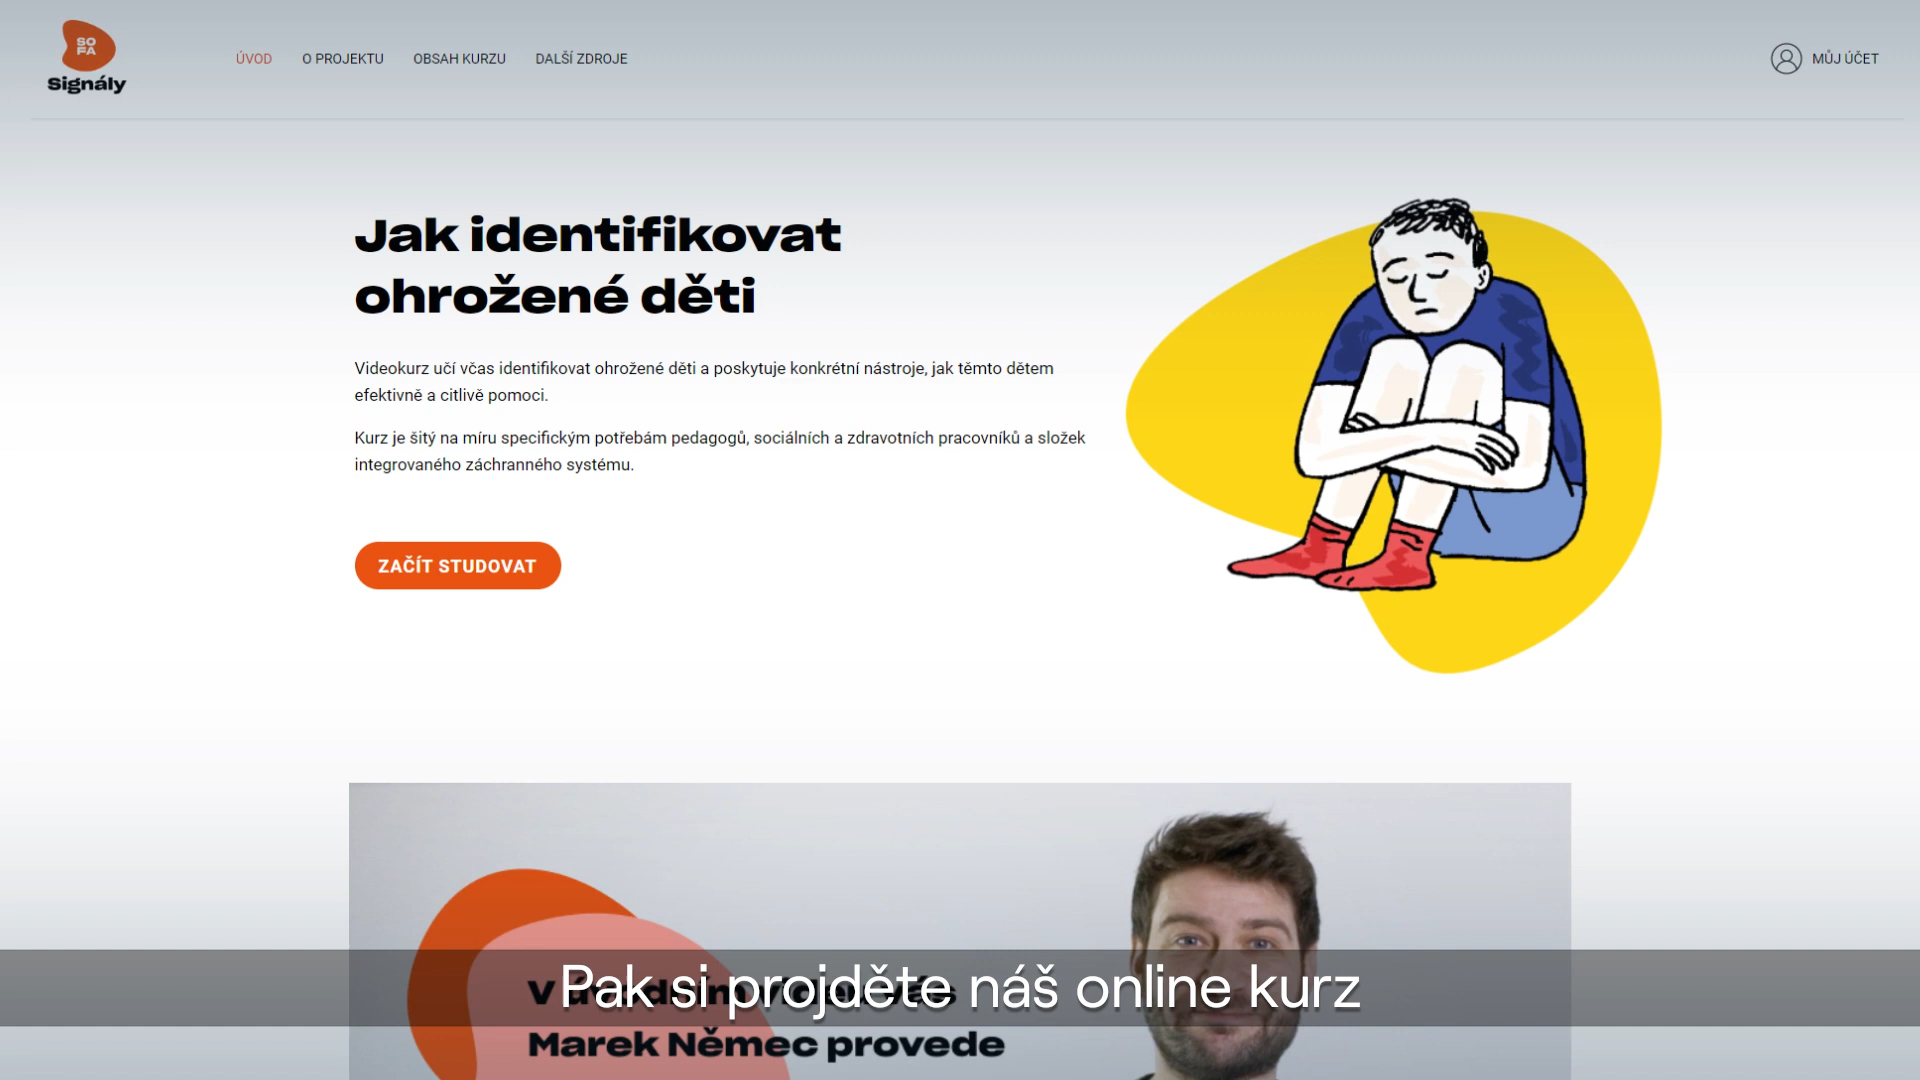 SO
FA
Signály
ÚVOD
O PROJEKTU
OBSAH KURZU
DALŠÍ ZDROJE
MŮJ ÚČET
Jak identifikovat
ohrožené děti
Videokurz učí včas identifikovat ohrožené děti a poskytuje konkrétní nástroje, jak těmto dětem
efektivně a citlivě pomoci.
Kurz je šitý na míru specifickým potřebám pedagogů, sociálních a zdravotních pracovníků a složek
integrovaného záchranného systému.
ZAČÍT STUDOVAT
V
Pak si projděte náš online kurz
Marek Němec provede